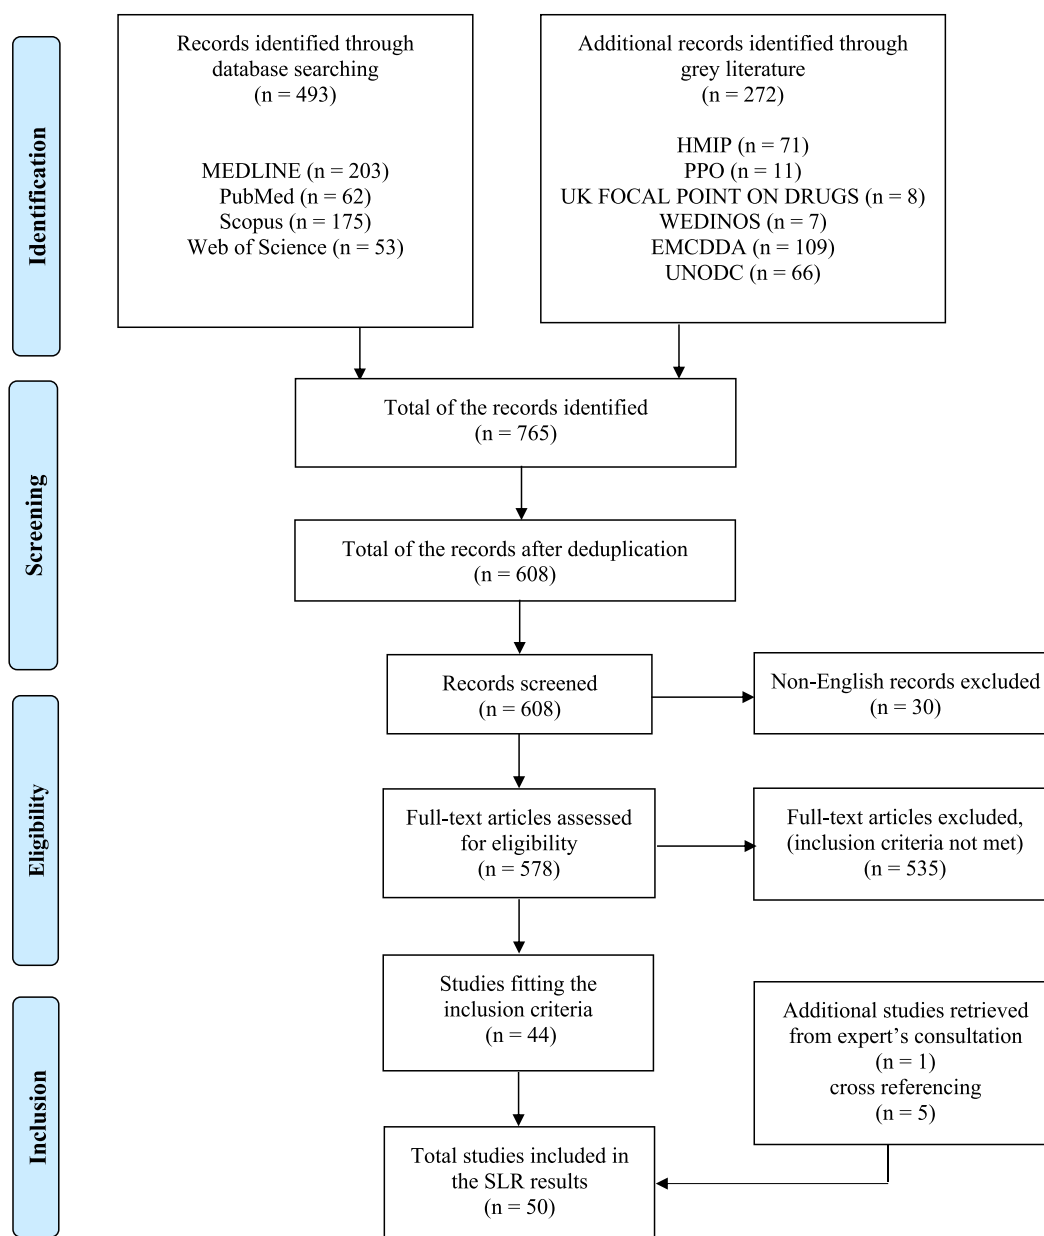 Identification
Records identified through
database searching
(n = 493)
MEDLINE (n = 203)
PubMed (n = 62)
Scopus (n = 175)
Web of Science (n = 53)
Additional records identified through
grey literature
(n = 272)
HMIP (n = 71)
PPO (n = 11)
UK FOCAL POINT ON DRUGS (n = 8)
WEDINOS (n = 7)
EMCDDA (n = 109)
UNODC (n = 66)
Screening
Total of the records identified
(n = 765)
Total of the records after deduplication
(n = 608)
Records screened
(n = 608)
Non-English records excluded
(n = 30)
Eligibility
Full-text articles assessed
for eligibility
(n = 578)
Full-text articles excluded,
(inclusion criteria not met)
(n = 535)
Studies fitting the
inclusion criteria
(n = 44)
Inclusion
Additional studies retrieved
from expert’s consultation
(n = 1)
cross referencing
(n = 5)
Total studies included in
the SLR results
(n = 50)